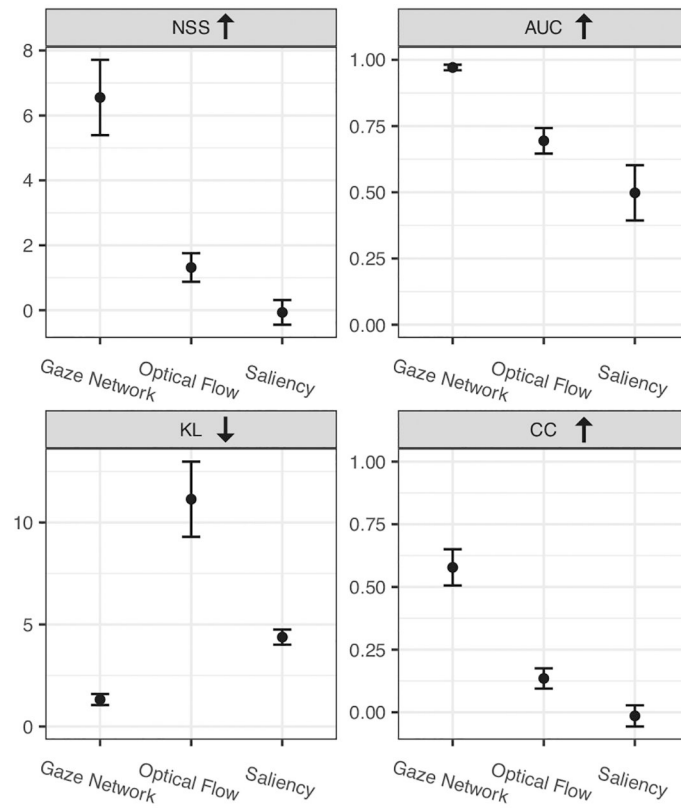 NSS ↑
8
6
4
2
0
Gaze Network
Optical Flow
Saliency
AUC ↑
1.00
0.75
0.50
0.25
0.00
Gaze Network
Optical Flow
Saliency
KL ↓
10
5
0
Gaze Network
Optical Flow
Saliency
CC ↑
1.00
0.75
0.50
0.25
0.00
Gaze Network
Optical Flow
Saliency